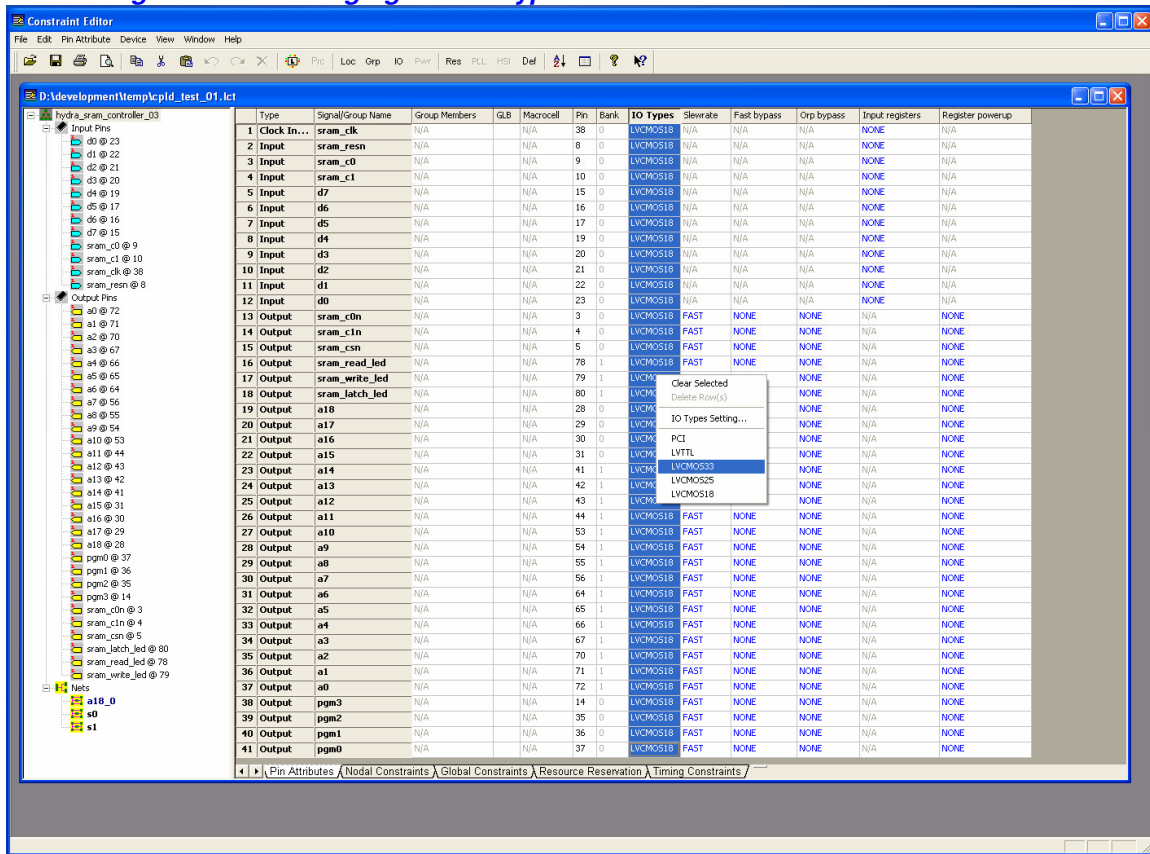 Constraint Editor
File Edit Pin Attribute Device View Window Help
Prc Loc Grp IO Pwr Res PLL HSI Def
D:\development\temp\cpld_test_01.lct
hydra_sram_controller_03
Input Pins
d0 @ 23
d1 @ 22
d2 @ 21
d3 @ 20
d4 @ 19
d5 @ 17
d6 @ 16
d7 @ 15
sram_c0 @ 9
sram_c1 @ 10
sram_clk @ 38
sram_resn @ 8
Output Pins
a0 @ 72
a1 @ 71
a2 @ 70
a3 @ 67
a4 @ 66
a5 @ 65
a6 @ 64
a7 @ 56
a8 @ 55
a9 @ 54
a10 @ 53
a11 @ 44
a12 @ 43
a13 @ 42
a14 @ 41
a15 @ 31
a16 @ 30
a17 @ 29
a18 @ 28
pgm0 @ 37
pgm1 @ 36
pgm2 @ 35
pgm3 @ 14
sram_c0n @ 3
sram_c1n @ 4
sram_csn @ 5
sram_latch_led @ 80
sram_read_led @ 78
sram_write_led @ 79
Nets
a18_0
s0
s1
Type Signal/Group Name Group Members GLB Macrocell Pin Bank IO Types Slewrate Fast bypass Orp bypass Input registers Register powerup
1 Clock In... sram_clk N/A N/A 38 0 LVCMOS18 N/A N/A N/A NONE N/A
2 Input sram_resn N/A N/A 8 0 LVCMOS18 N/A N/A N/A NONE N/A
3 Input sram_c0 N/A N/A 9 0 LVCMOS18 N/A N/A N/A NONE N/A
4 Input sram_c1 N/A N/A 10 0 LVCMOS18 N/A N/A N/A NONE N/A
5 Input d7 N/A N/A 15 0 LVCMOS18 N/A N/A N/A NONE N/A
6 Input d6 N/A N/A 16 0 LVCMOS18 N/A N/A N/A NONE N/A
7 Input d5 N/A N/A 17 0 LVCMOS18 N/A N/A N/A NONE N/A
8 Input d4 N/A N/A 19 0 LVCMOS18 N/A N/A N/A NONE N/A
9 Input d3 N/A N/A 20 0 LVCMOS18 N/A N/A N/A NONE N/A
10 Input d2 N/A N/A 21 0 LVCMOS18 N/A N/A N/A NONE N/A
11 Input d1 N/A N/A 22 0 LVCMOS18 N/A N/A N/A NONE N/A
12 Input d0 N/A N/A 23 0 LVCMOS18 N/A N/A N/A NONE N/A
13 Output sram_c0n N/A N/A 3 0 LVCMOS18 FAST NONE NONE N/A NONE
14 Output sram_c1n N/A N/A 4 0 LVCMOS18 FAST NONE NONE N/A NONE
15 Output sram_csn N/A N/A 5 0 LVCMOS18 FAST NONE NONE N/A NONE
16 Output sram_read_led N/A N/A 78 1 LVCMOS18 FAST NONE NONE N/A NONE
17 Output sram_write_led N/A N/A 79 1 NONE N/A NONE
18 Output sram_latch_led N/A N/A 80 1 NONE N/A NONE
19 Output a18 N/A N/A 28 0 NONE N/A NONE
20 Output a17 N/A N/A 29 0 NONE N/A NONE
21 Output a16 N/A N/A 30 0 NONE N/A NONE
22 Output a15 N/A N/A 31 0 NONE N/A NONE
23 Output a14 N/A N/A 41 1 NONE N/A NONE
24 Output a13 N/A N/A 42 1 NONE N/A NONE
25 Output a12 N/A N/A 43 1 NONE N/A NONE
26 Output a11 N/A N/A 44 1 LVCMOS18 FAST NONE NONE N/A NONE
27 Output a10 N/A N/A 53 1 LVCMOS18 FAST NONE NONE N/A NONE
28 Output a9 N/A N/A 54 1 LVCMOS18 FAST NONE NONE N/A NONE
29 Output a8 N/A N/A 55 1 LVCMOS18 FAST NONE NONE N/A NONE
30 Output a7 N/A N/A 56 1 LVCMOS18 FAST NONE NONE N/A NONE
31 Output a6 N/A N/A 64 1 LVCMOS18 FAST NONE NONE N/A NONE
32 Output a5 N/A N/A 65 1 LVCMOS18 FAST NONE NONE N/A NONE
33 Output a4 N/A N/A 66 1 LVCMOS18 FAST NONE NONE N/A NONE
34 Output a3 N/A N/A 67 1 LVCMOS18 FAST NONE NONE N/A NONE
35 Output a2 N/A N/A 70 1 LVCMOS18 FAST NONE NONE N/A NONE
36 Output a1 N/A N/A 71 1 LVCMOS18 FAST NONE NONE N/A NONE
37 Output a0 N/A N/A 72 1 LVCMOS18 FAST NONE NONE N/A NONE
38 Output pgm3 N/A N/A 14 0 LVCMOS18 FAST NONE NONE N/A NONE
39 Output pgm2 N/A N/A 35 0 LVCMOS18 FAST NONE NONE N/A NONE
40 Output pgm1 N/A N/A 36 0 LVCMOS18 FAST NONE NONE N/A NONE
41 Output pgm0 N/A N/A 37 0 LVCMOS18 FAST NONE NONE N/A NONE
Clear Selected
Delete Row(s)
IO Types Setting...
PCI
LVTTL
LVCMOS33
LVCMOS25
LVCMOS18
Pin Attributes Nodal Constraints Global Constraints Resource Reservation Timing Constraints